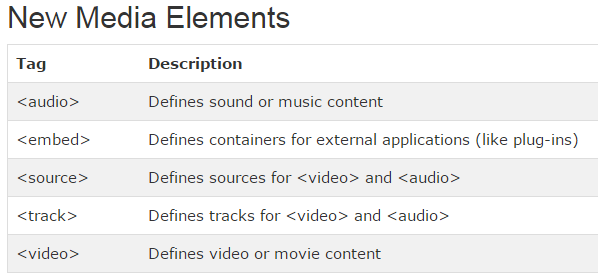 New Media Elements
Tag Description
<audio> Defines sound or music content
<embed> Defines containers for external applications (like plug-ins)
<source> Defines sources for <video> and <audio>
<track> Defines tracks for <video> and <audio>
<video> Defines video or movie content